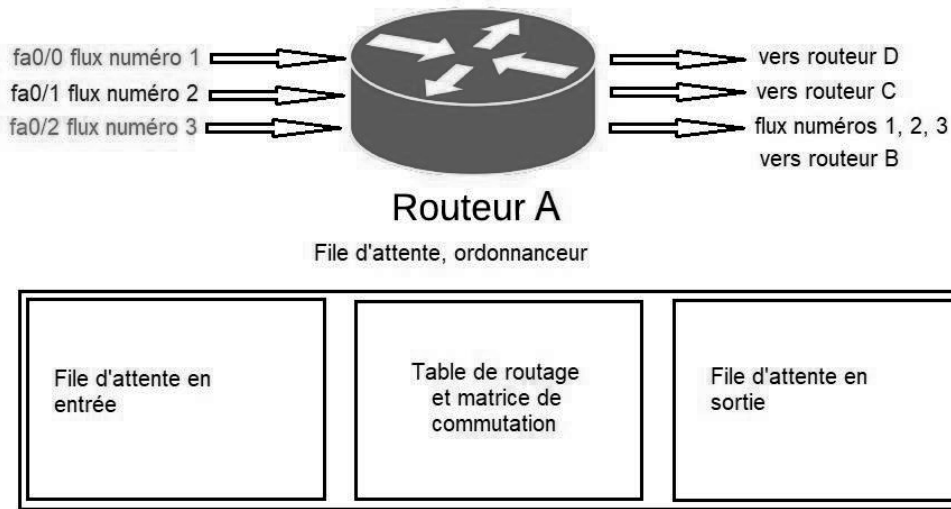 fa0/0 flux numéro 1
fa0/1 flux numéro 2
fa0/2 flux numéro 3
vers routeur D
vers routeur C
flux numéros 1, 2, 3
vers routeur B
Routeur A
File d'attente, ordonnanceur
File d'attente en
entrée
Table de routage
et matrice de
commutation
File d'attente en
sortie